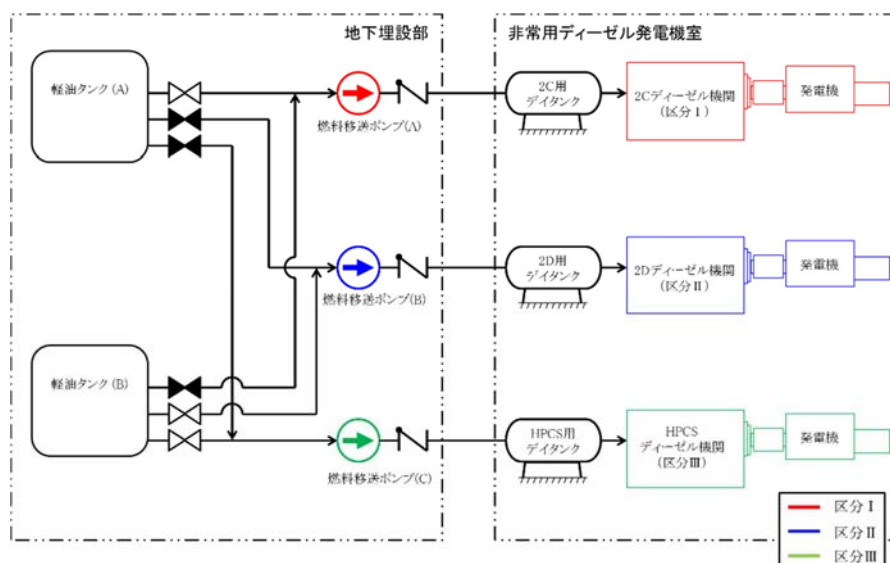 地下埋設部
非常用ディーゼル発電機室
軽油タンク(A)
燃料移送ポンプ(A)
2C用
デイタンク
2Cディーゼル機関
(区分Ⅰ)
発電機
燃料移送ポンプ(B)
2D用
デイタンク
2Dディーゼル機関
(区分Ⅱ)
発電機
軽油タンク(B)
燃料移送ポンプ(C)
HPCS用
デイタンク
HPCS
ディーゼル機関
(区分Ⅲ)
発電機
区分Ⅰ
区分Ⅱ
区分Ⅲ